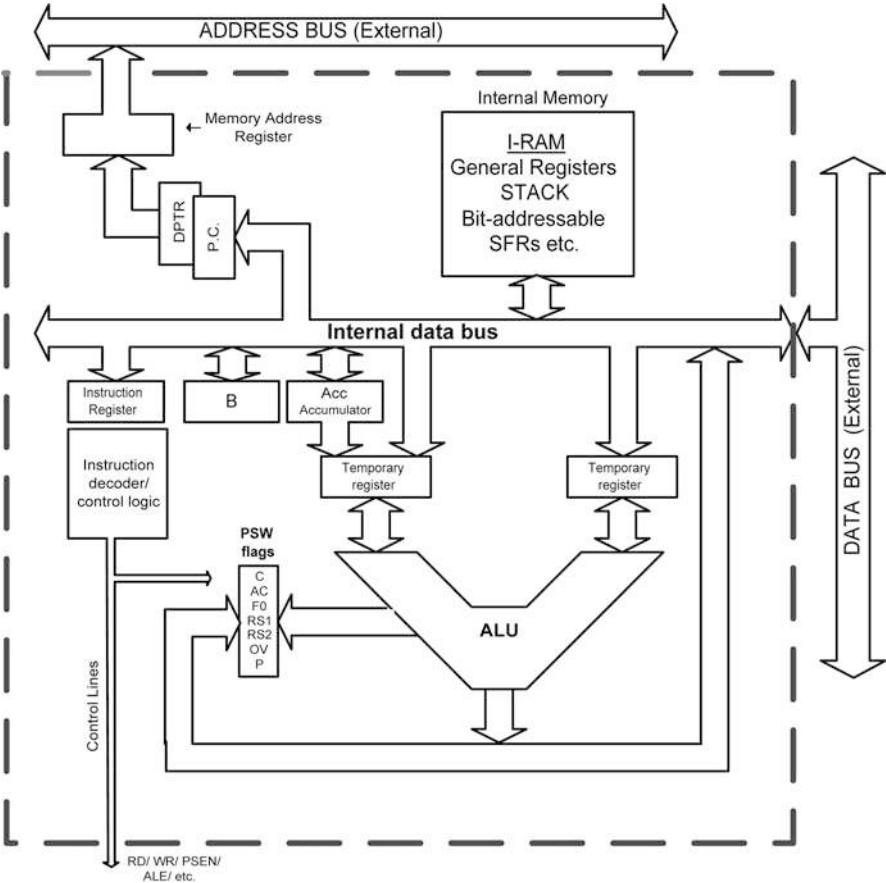 ADDRESS BUS (External)
Memory Address
Register
Internal Memory
I-RAM
General Registers
STACK
Bit-addressable
SFRs etc.
DPTR
P.C.
Internal data bus
Instruction
Register
B
Acc
Accumulator
Temporary
register
Temporary
register
Instruction
decoder/
control logic
PSW
flags
C
AC
F0
RS1
RS2
OV
P
ALU
Control Lines
RD/ WR/ PSEN/
ALE/ etc.
DATA BUS (External)